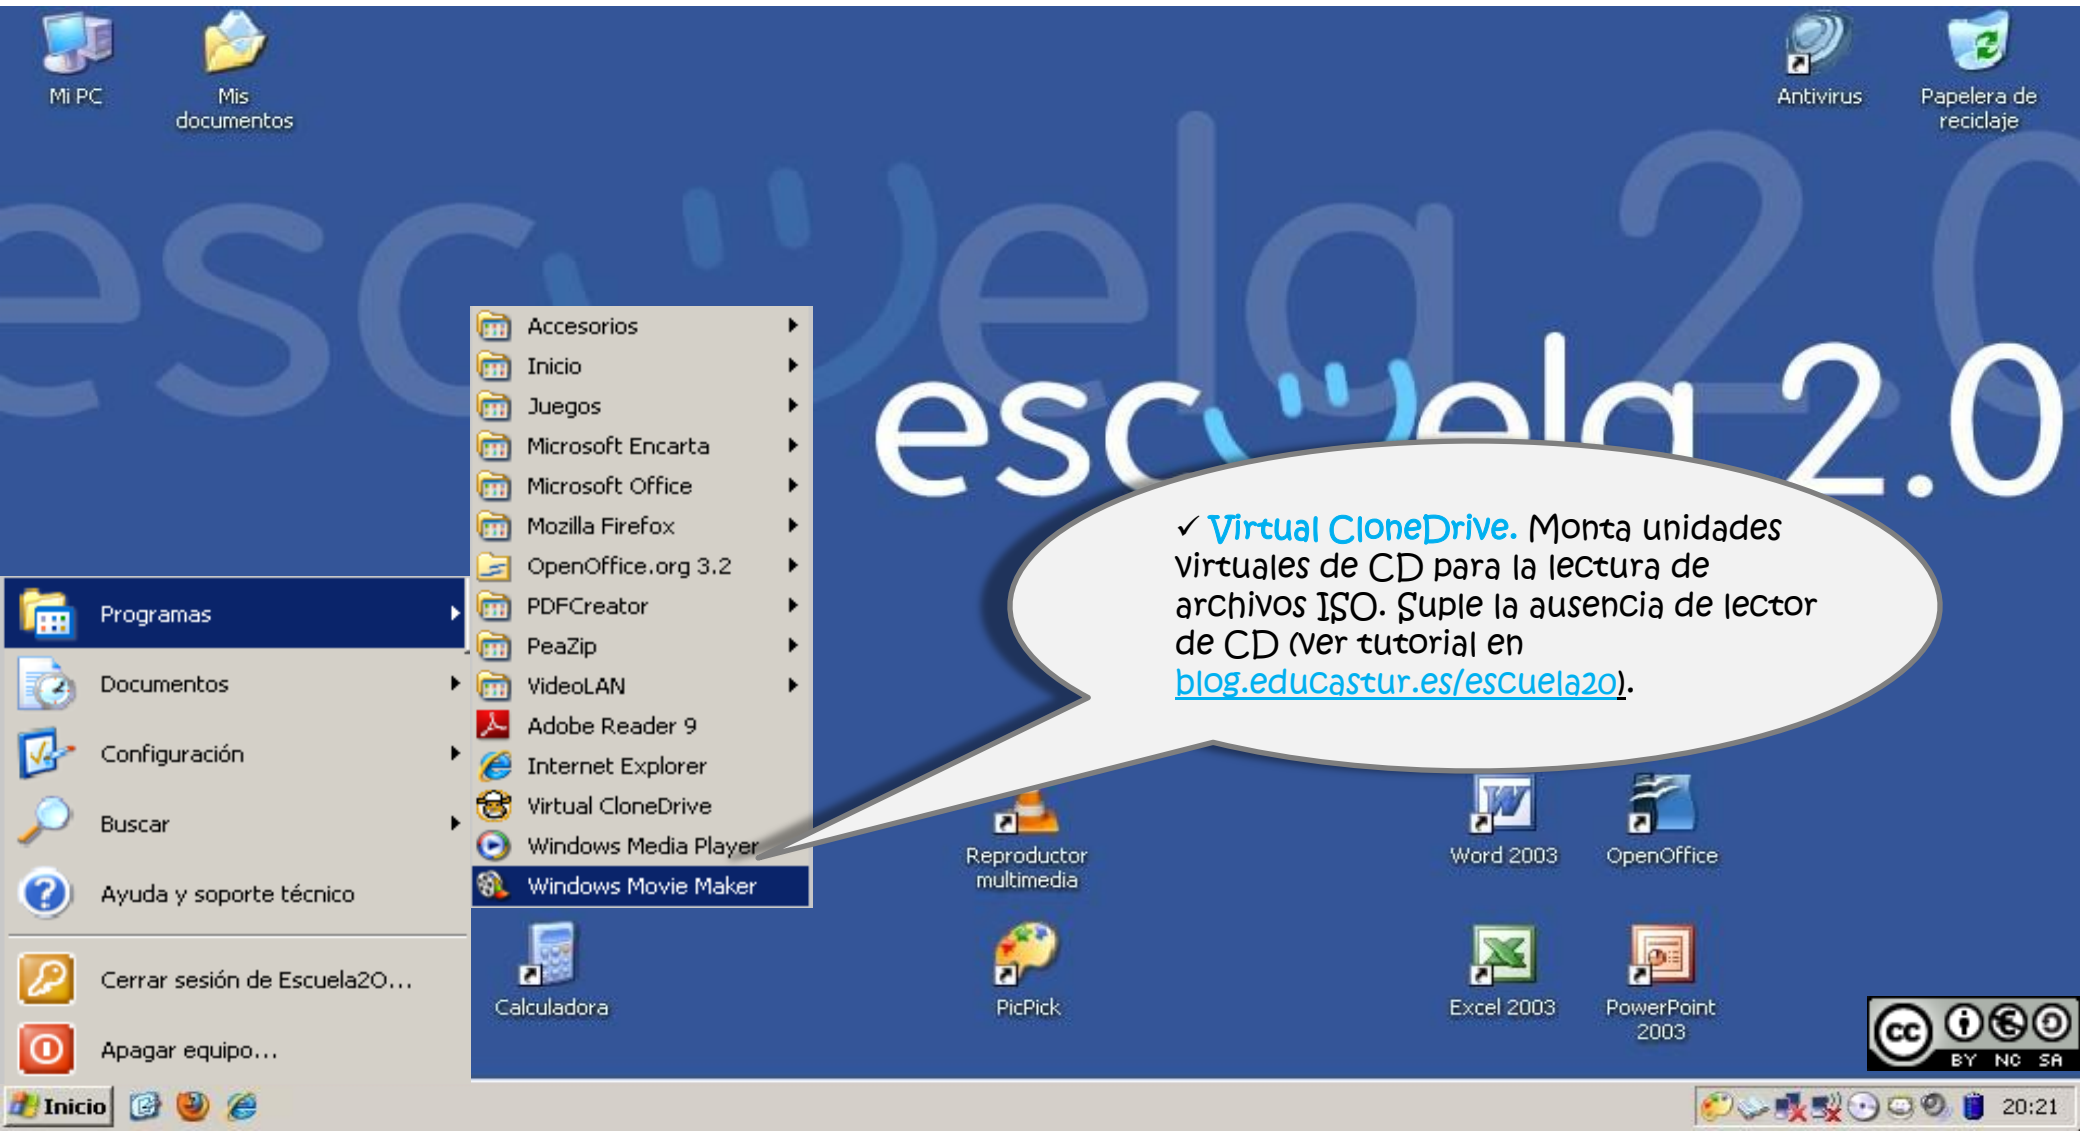 Mi PC
Mis
documentos
Antivirus
Papelera de
reciclaje
escuela 2.0
escuela 2.0
Accesorios
Inicio
Juegos
Microsoft Encarta
Microsoft Office
Mozilla Firefox
OpenOffice.org 3.2
PDFCreator
PeaZip
VideoLAN
Adobe Reader 9
Internet Explorer
Virtual CloneDrive
Windows Media Player
Windows Movie Maker
Programas
Documentos
Configuración
Buscar
Ayuda y soporte técnico
Cerrar sesión de Escuela2O...
Apagar equipo...
✓ Virtual CloneDrive. Monta unidades
virtuales de CD para la lectura de
archivos ISO. Suple la ausencia de lector
de CD (ver tutorial en
blog.educastur.es/escuela20).
Reproductor
multimedia
Word 2003
OpenOffice
Calculadora
PicPick
Excel 2003
PowerPoint
2003
cc
BY NC SA
Inicio
20:21